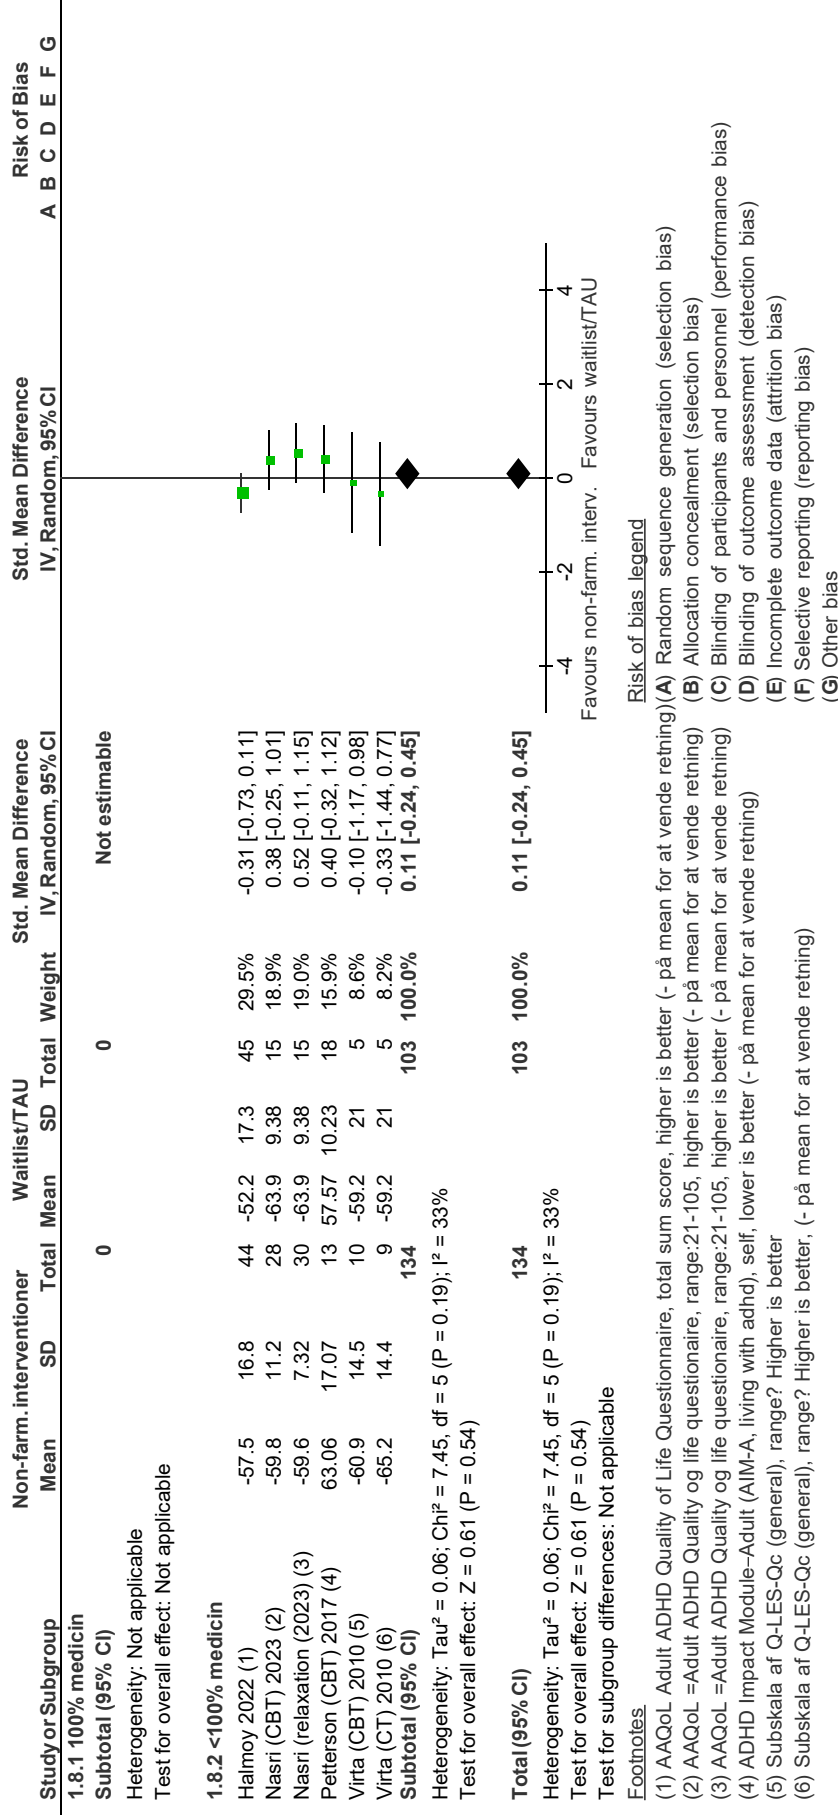 Non-farm. interventioner Waitlist/TAU Std. Mean Difference Std. Mean Difference Risk of Bias
Study or Subgroup Mean SD Total Mean SD Total Weight IV, Random, 95% CI IV, Random, 95% CI A B C D E F G
1.8.1 100% medicin
Subtotal (95% CI) 0 0 Not estimable
Heterogeneity: Not applicable
Test for overall effect: Not applicable
1.8.2 <100% medicin
Halmoy 2022 (1) -57.5 16.8 44 -52.2 17.3 45 29.5% -0.31 [-0.73, 0.11]
Nasri (CBT) 2023 (2) -59.8 11.2 28 -63.9 9.38 15 18.9% 0.38 [-0.25, 1.01]
Nasri (relaxation (2023) (3) -59.6 7.32 30 -63.9 9.38 15 19.0% 0.52 [-0.11, 1.15]
Petterson (CBT) 2017 (4) 63.06 17.07 13 57.57 10.23 18 15.9% 0.40 [-0.32, 1.12]
Virta (CBT) 2010 (5) -60.9 14.5 10 -59.2 21 5 8.6% -0.10 [-1.17, 0.98]
Virta (CT) 2010 (6) -65.2 14.4 9 -59.2 21 5 8.2% -0.33 [-1.44, 0.77]
Subtotal (95% CI) 134 103 100.0% 0.11 [-0.24, 0.45]
Heterogeneity: Tau² = 0.06; Chi² = 7.45, df = 5 (P = 0.19); I² = 33%
Test for overall effect: Z = 0.61 (P = 0.54)
Total (95% CI) 134 103 100.0% 0.11 [-0.24, 0.45]
Heterogeneity: Tau² = 0.06; Chi² = 7.45, df = 5 (P = 0.19); I² = 33%
Test for overall effect: Z = 0.61 (P = 0.54)
Test for subgroup differences: Not applicable
-4 -2 0 2 4
Favours non-farm. interv. Favours waitlist/TAU
Footnotes
(1) AAQoL Adult ADHD Quality of Life Questionnaire, total sum score, higher is better (- på mean for at vende retning)
(2) AAQoL =Adult ADHD Quality og life questionaire, range:21-105, higher is better (- på mean for at vende retning)
(3) AAQoL =Adult ADHD Quality og life questionaire, range:21-105, higher is better (- på mean for at vende retning)
(4) ADHD Impact Module–Adult (AIM-A, living with adhd), self, lower is better (- på mean for at vende retning)
(5) Subskala af Q-LES-Qc (general), range? Higher is better
(6) Subskala af Q-LES-Qc (general), range? Higher is better, (- på mean for at vende retning)
Risk of bias legend
(A) Random sequence generation (selection bias)
(B) Allocation concealment (selection bias)
(C) Blinding of participants and personnel (performance bias)
(D) Blinding of outcome assessment (detection bias)
(E) Incomplete outcome data (attrition bias)
(F) Selective reporting (reporting bias)
(G) Other bias